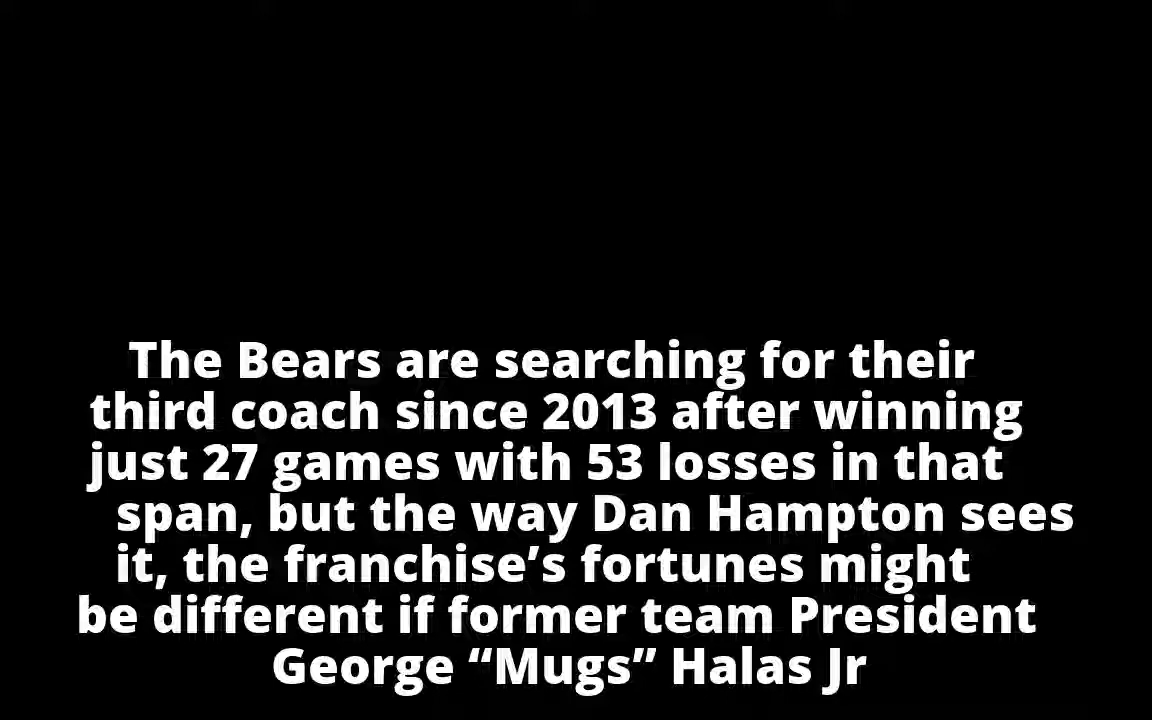 The Bears are searching for their
third coach since 2013 after winning
just 27 games with 53 losses in that
span, but the way Dan Hampton sees
it, the franchise’s fortunes might
be different if former team President
George “Mugs” Halas Jr